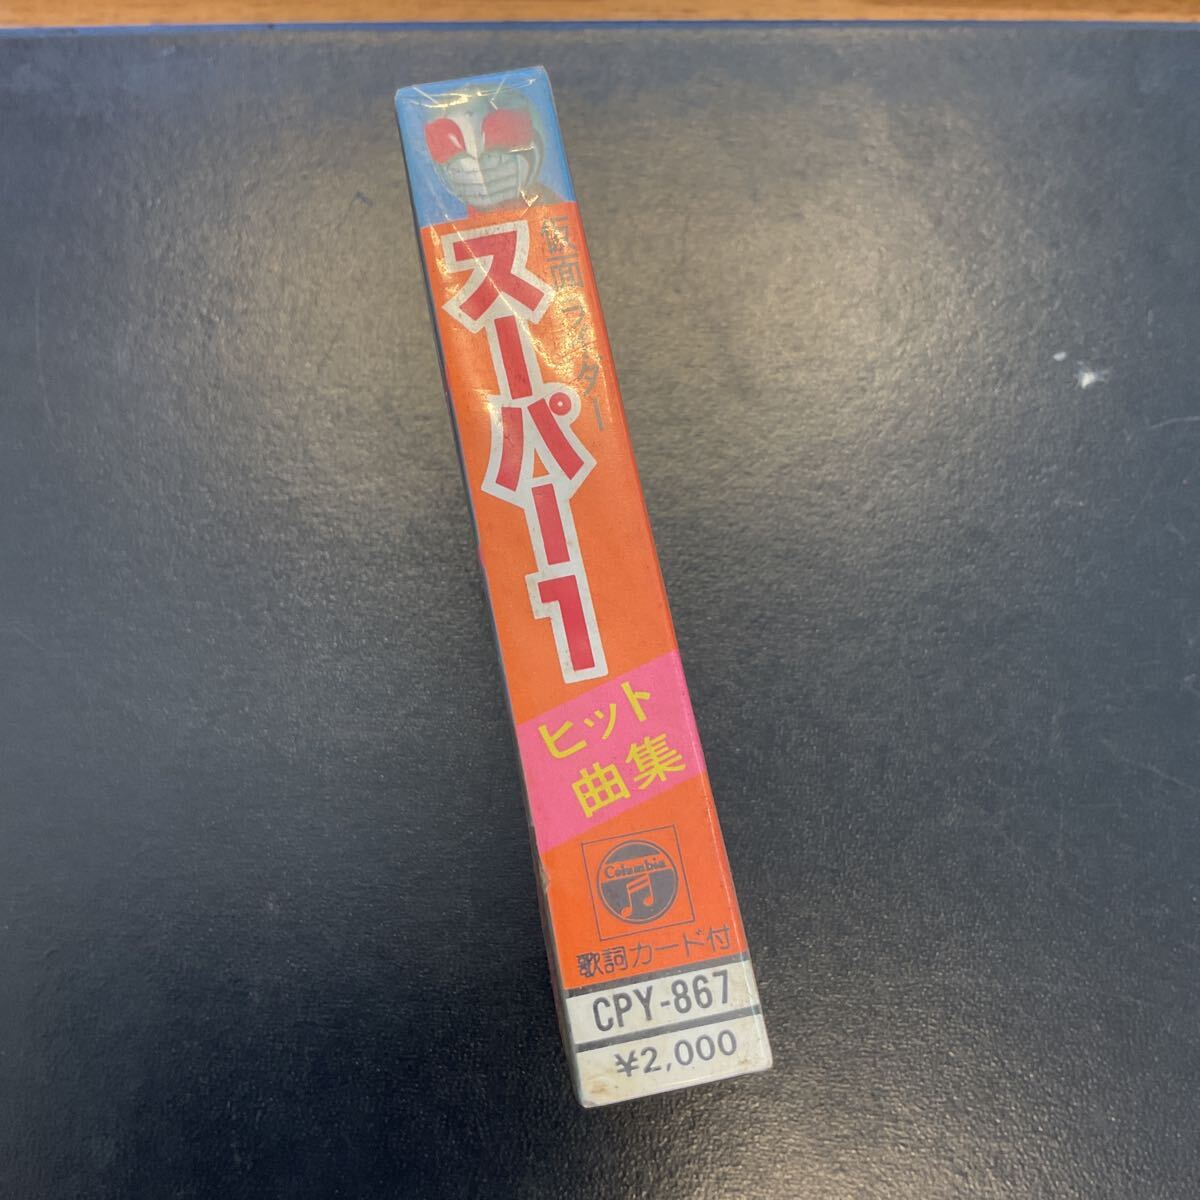 仮面ライダー
スーパー1
ヒット
曲集
Columbia
歌詞カード付
CPY-867
¥2,000